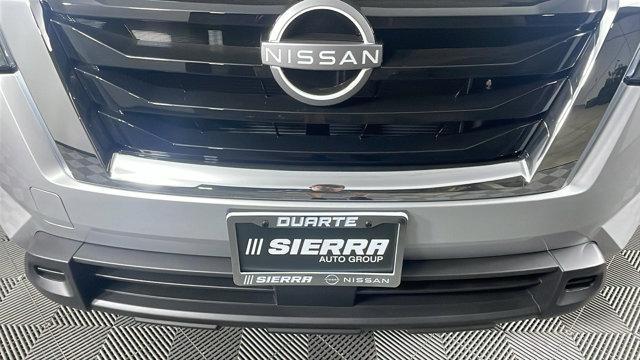 NISSAN
DUARTE
SIERRA
AUTO GROUP
SIERRA NISSAN